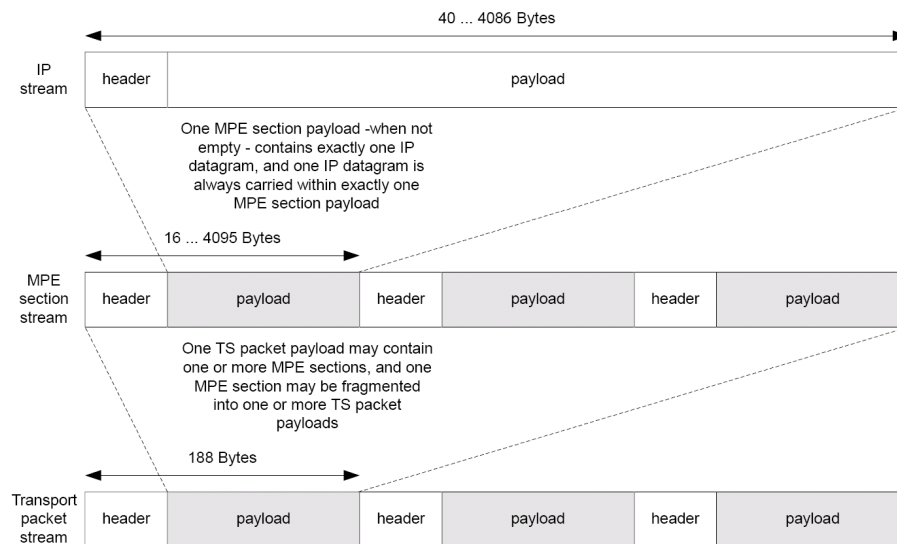 40 ... 4086 Bytes
IP
stream
header
payload
One MPE section payload -when not
empty - contains exactly one IP
datagram, and one IP datagram is
always carried within exactly one
MPE section payload
16 ... 4095 Bytes
MPE
section
stream
header
payload
header
payload
header
payload
One TS packet payload may contain
one or more MPE sections, and one
MPE section may be fragmented
into one or more TS packet
payloads
188 Bytes
Transport
packet
stream
header
payload
header
payload
header
payload